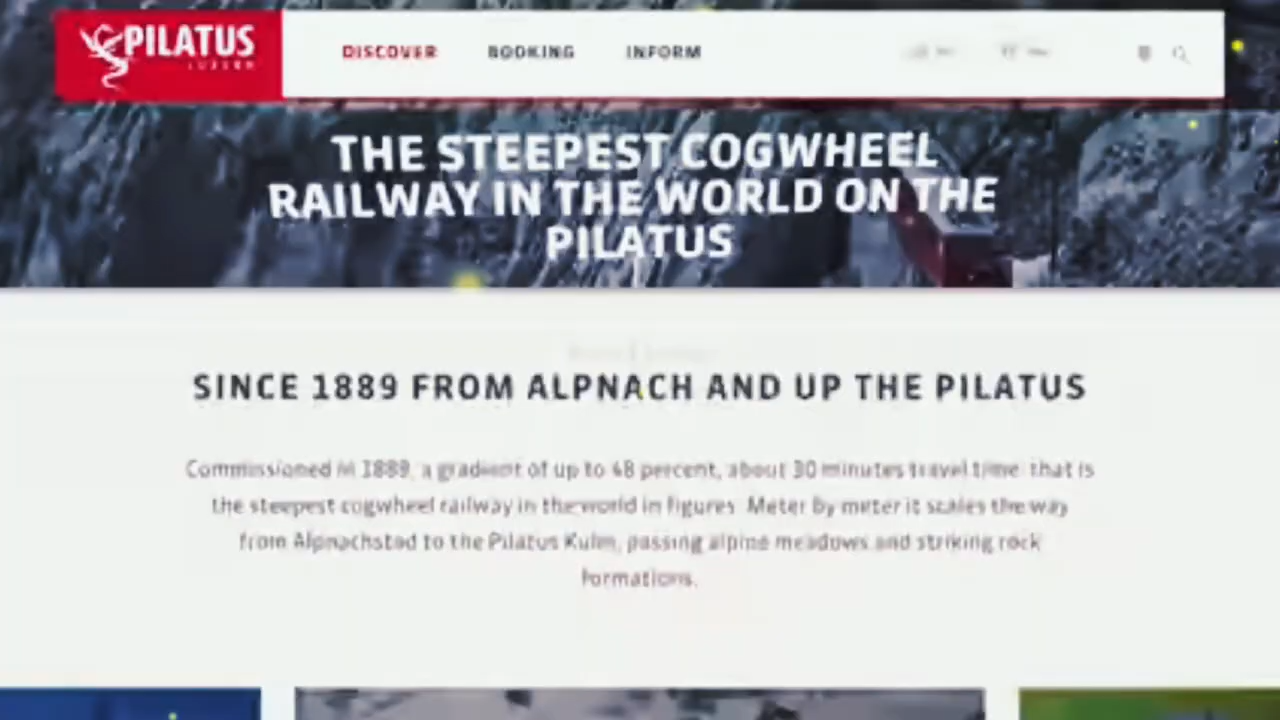 PILATUS
LUZERN
DISCOVER BOOKING INFORM
THE STEEPEST COGWHEEL
RAILWAY IN THE WORLD ON THE
PILATUS
SINCE 1889 FROM ALPNACH AND UP THE PILATUS
Commissioned in 1889, a gradient of up to 48 percent, about 30 minutes travel time: that is
the steepest cogwheel railway in the world in figures. Meter by meter it scales the way
from Alpnachstad to the Pilatus Kulm, passing alpine meadows and striking rock
formations.